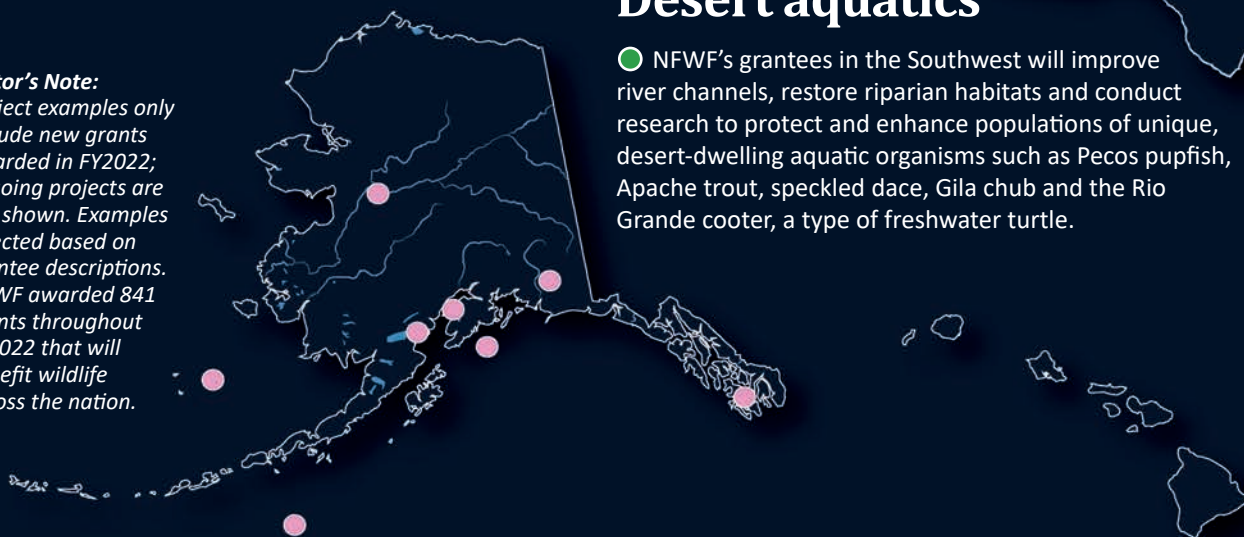 tor's Note:
ject examples only
ude new grants
arded in FY2022;
oing projects are
shown. Examples
ected based on
ntee descriptions.
WF awarded 841
nts throughout
2022 that will
efit wildlife
oss the nation.
Desert aquatics
NFWF's grantees in the Southwest will improve
river channels, restore riparian habitats and conduct
research to protect and enhance populations of unique,
desert-dwelling aquatic organisms such as Pecos pupfish,
Apache trout, speckled dace, Gila chub and the Rio
Grande cooter, a type of freshwater turtle.